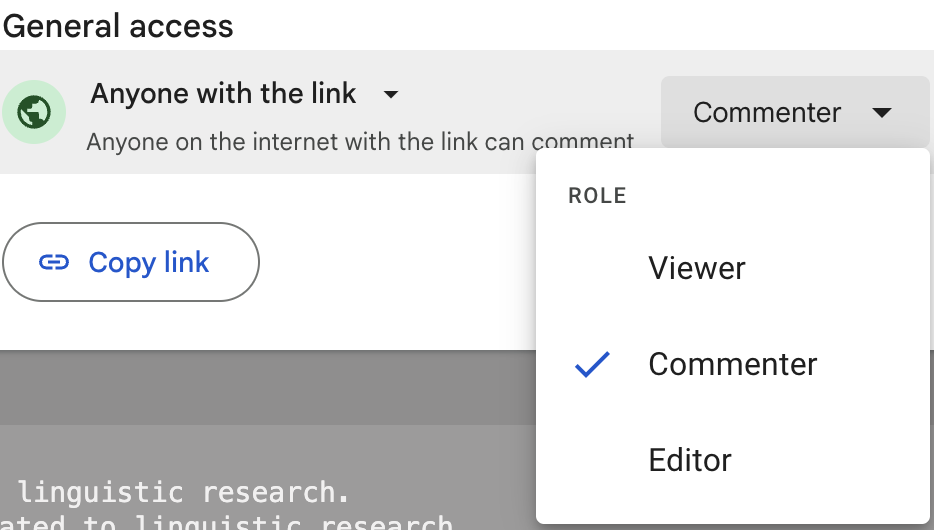 General access
Anyone with the link
Commenter
Anyone on the internet with the link can comment
Copy link
ROLE
Viewer
Commenter
Editor
linguistic research.
ated to linguistic research